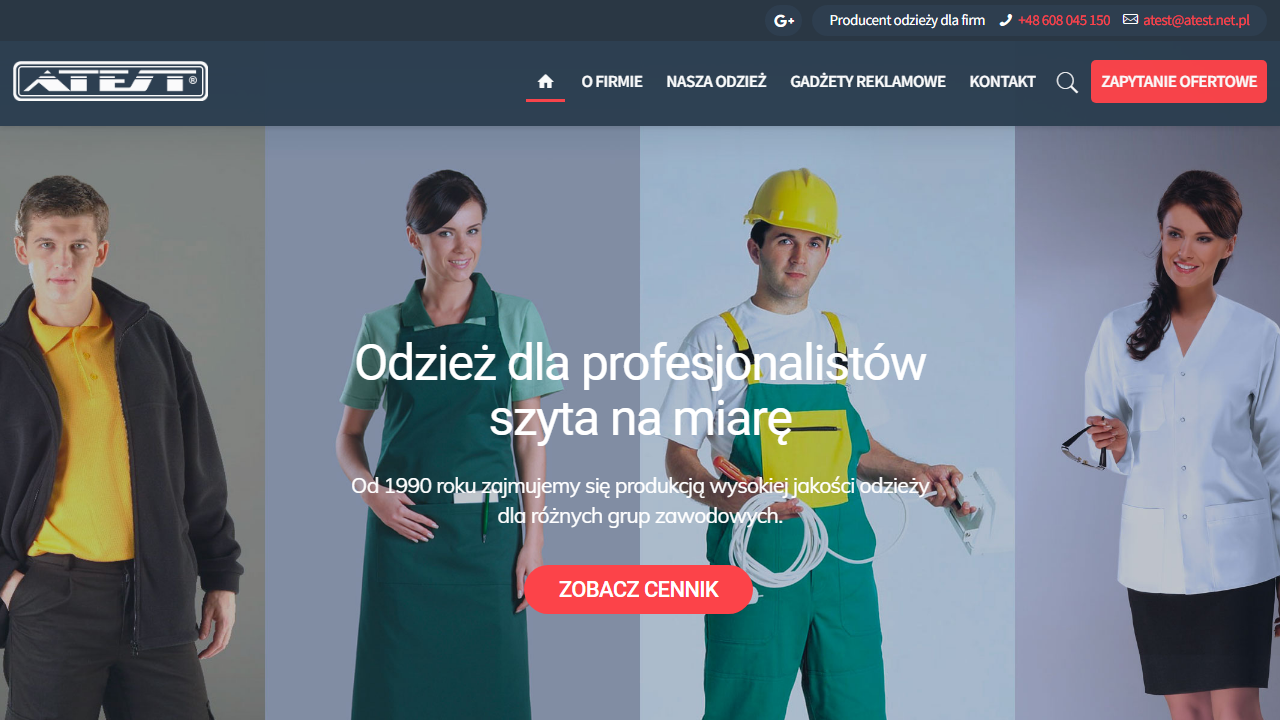 G+
Producent odzieży dla firm
+48 608 045 150
atest@atest.net.pl
ATEST®
O FIRMIE
NASZA ODZIEŻ
GADŻETY REKLAMOWE
KONTAKT
ZAPYTANIE OFERTOWE
Odzież dla profesjonalistów
szyta na miarę
Od 1990 roku zajmujemy się produkcją wysokiej jakości odzieży
dla różnych grup zawodowych.
ZOBACZ CENNIK